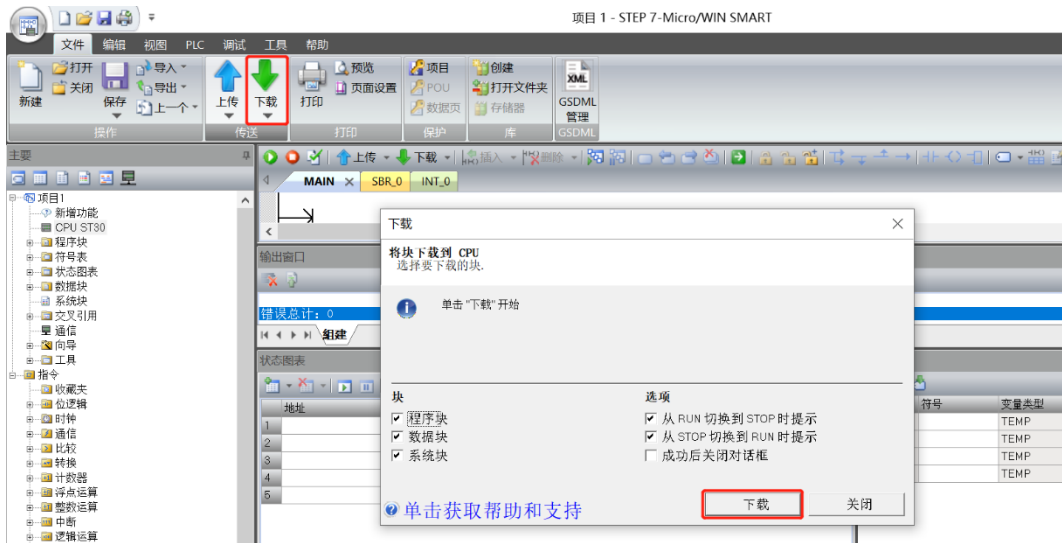 项目 1 - STEP 7-Micro/WIN SMART
文件 编辑 视图 PLC 调试 工具 帮助
新建 打开 关闭 保存 导入 导出 上一个
上传 下载
打印 预览 页面设置
项目 POU 数据页
创建 打开文件夹 存储器
XML GSDML 管理
操作 传送 打印 保护 库 GSDML
主要
上传 下载 插入 删除
MAIN SBR_0 INT_0
项目1
新增功能
CPU ST30
程序块
符号表
状态图表
数据块
系统块
交叉引用
通信
向导
工具
指令
收藏夹
位逻辑
时钟
通信
比较
转换
计数器
浮点运算
整数运算
中断
逻辑运算
输出窗口
错误总计: 0
组建
状态图表
地址
1
2
3
4
5
下载
将块下载到 CPU
选择要下载的块.
单击 "下载" 开始
块
程序块
数据块
系统块
选项
从 RUN 切换到 STOP 时提示
从 STOP 切换到 RUN 时提示
成功后关闭对话框
单击获取帮助和支持
下载 关闭
符号 变量类型
TEMP
TEMP
TEMP
TEMP